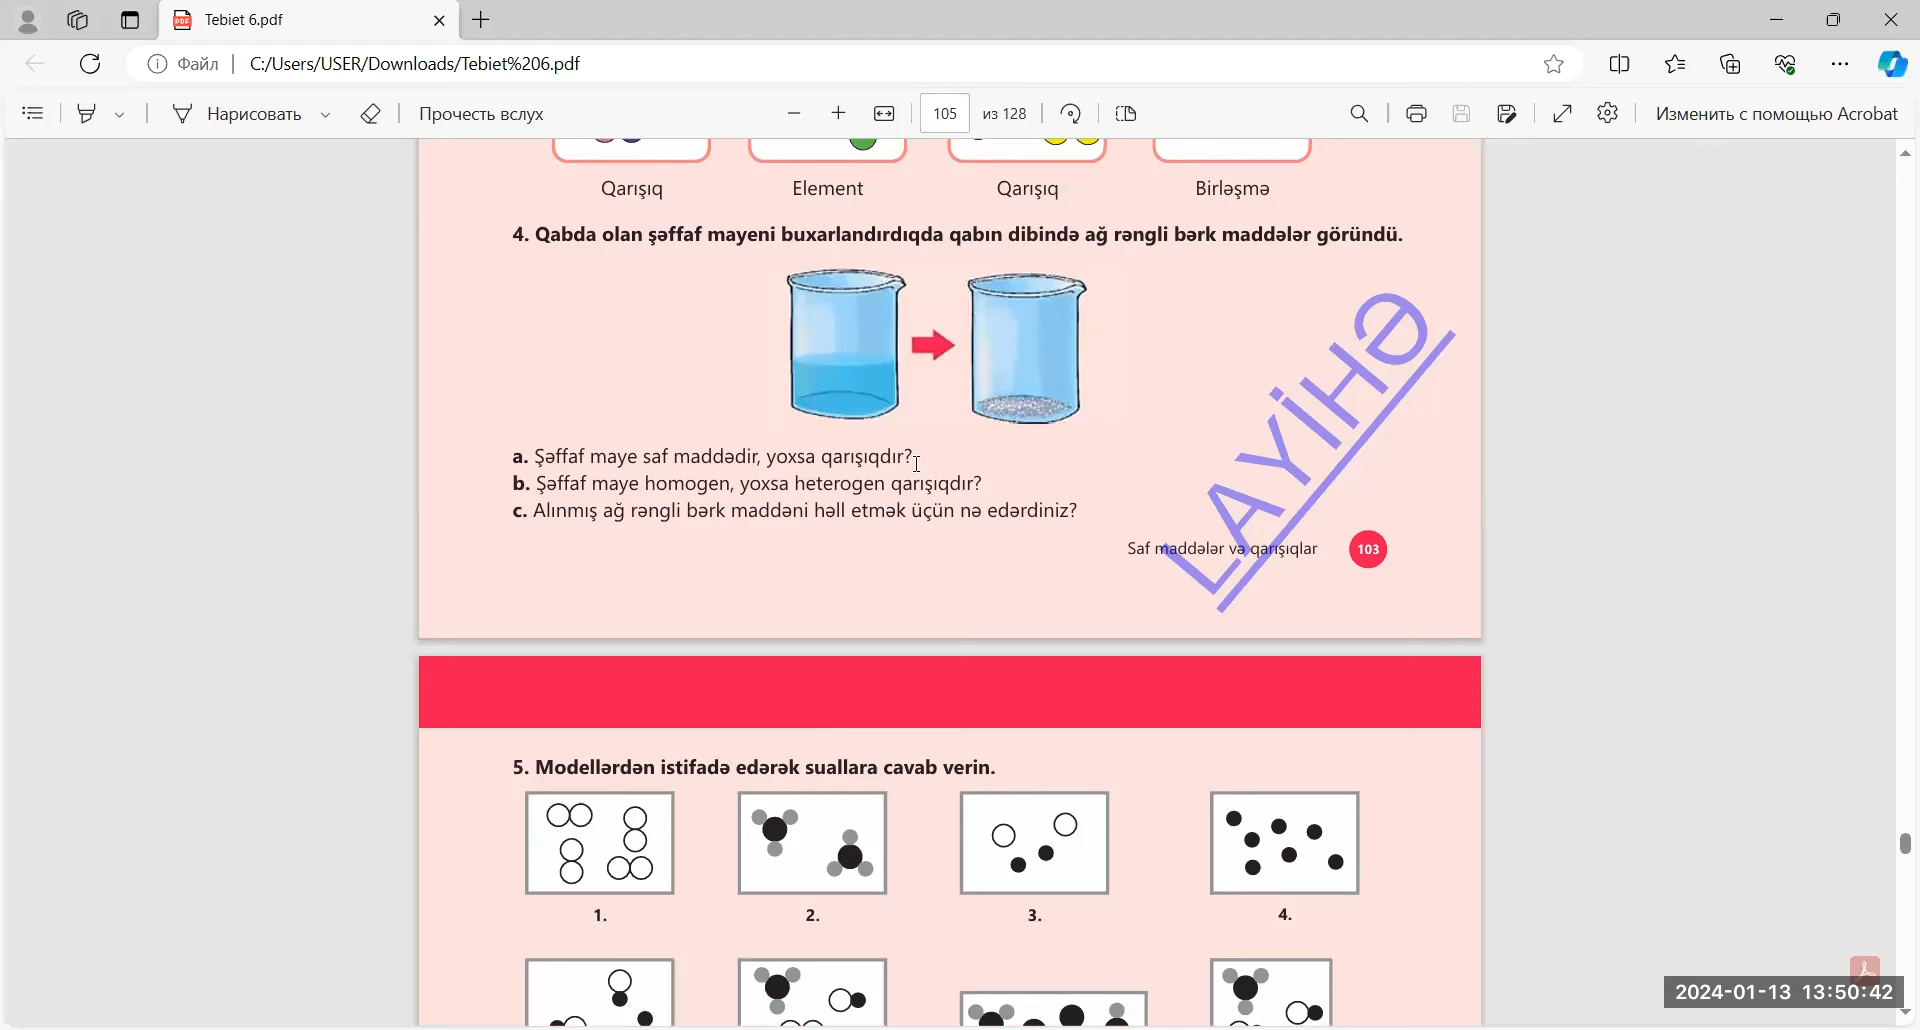 Tebiet 6.pdf
Файл
C:/Users/USER/Downloads/Tebiet%206.pdf
Нарисовать
Прочесть вслух
105 из 128
Изменить с помощью Acrobat
Qarışıq Element Qarışıq Birləşmə
4. Qabda olan şəffaf mayeni buxarlandırdıqda qabın dibində ağ rəngli bərk maddələr göründü.
LAYİHƏ
a. Şəffaf maye saf maddədir, yoxsa qarışıqdır?
b. Şəffaf maye homogen, yoxsa heterogen qarışıqdır?
c. Alınmış ağ rəngli bərk maddəni həll etmək üçün nə edərdiniz?
Saf maddələr və qarışıqlar 103
5. Modellərdən istifadə edərək suallara cavab verin.
1. 2. 3. 4.
2024-01-13 13:50:42